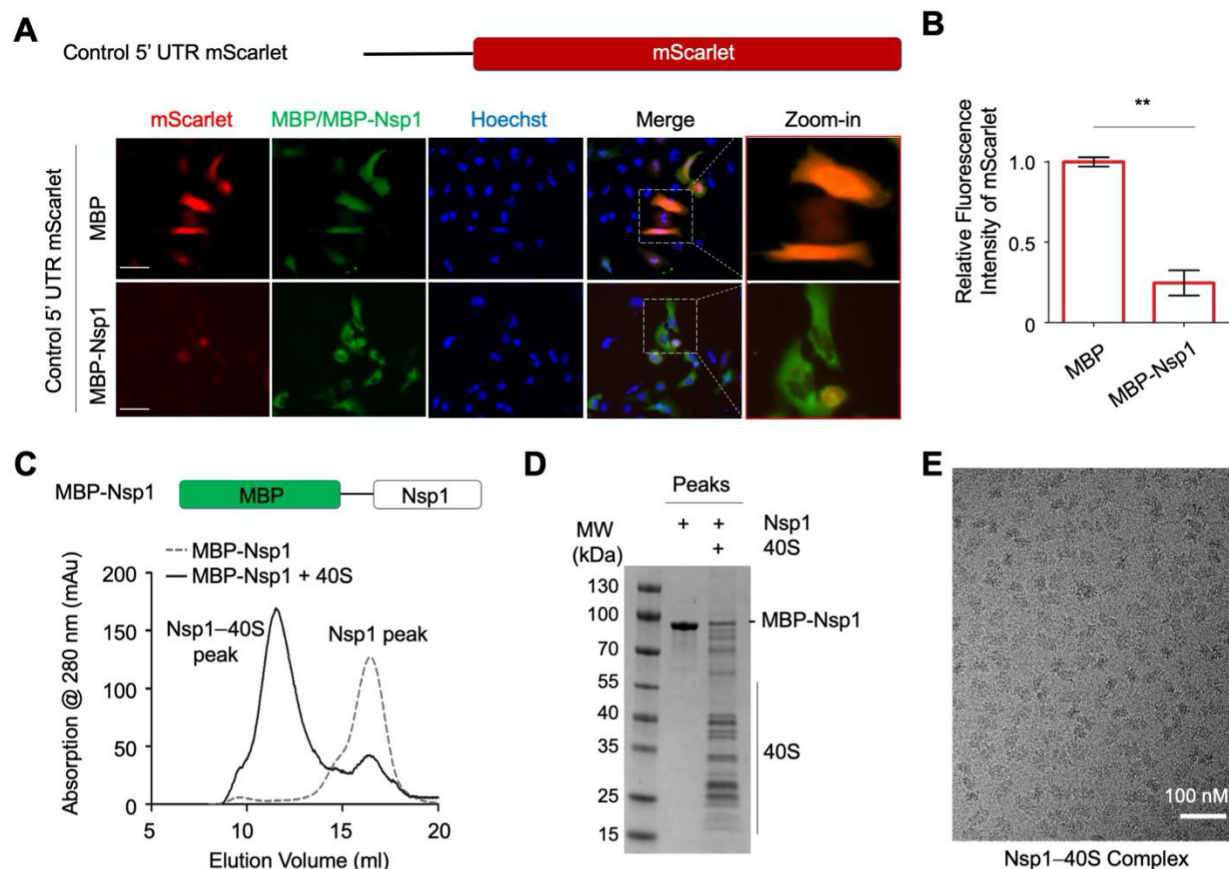 A
Control 5’ UTR mScarlet
mScarlet
mScarlet
MBP/MBP-Nsp1
Hoechst
Merge
Zoom-in
Control 5’ UTR mScarlet
MBP
MBP-Nsp1
B
**
Relative Fluorescence
Intensity of mScarlet
1.0
0.5
0
MBP
MBP-Nsp1
C
MBP-Nsp1
MBP
Nsp1
MBP-Nsp1
MBP-Nsp1 + 40S
Absorption @ 280 nm (mAu)
200
150
100
50
0
Nsp1–40S
peak
Nsp1 peak
5
10
15
20
Elution Volume (ml)
D
Peaks
MW
(kDa)
+ + Nsp1
+ 40S
130
100
70
55
40
35
25
15
- MBP-Nsp1
40S
E
100 nM
Nsp1–40S Complex